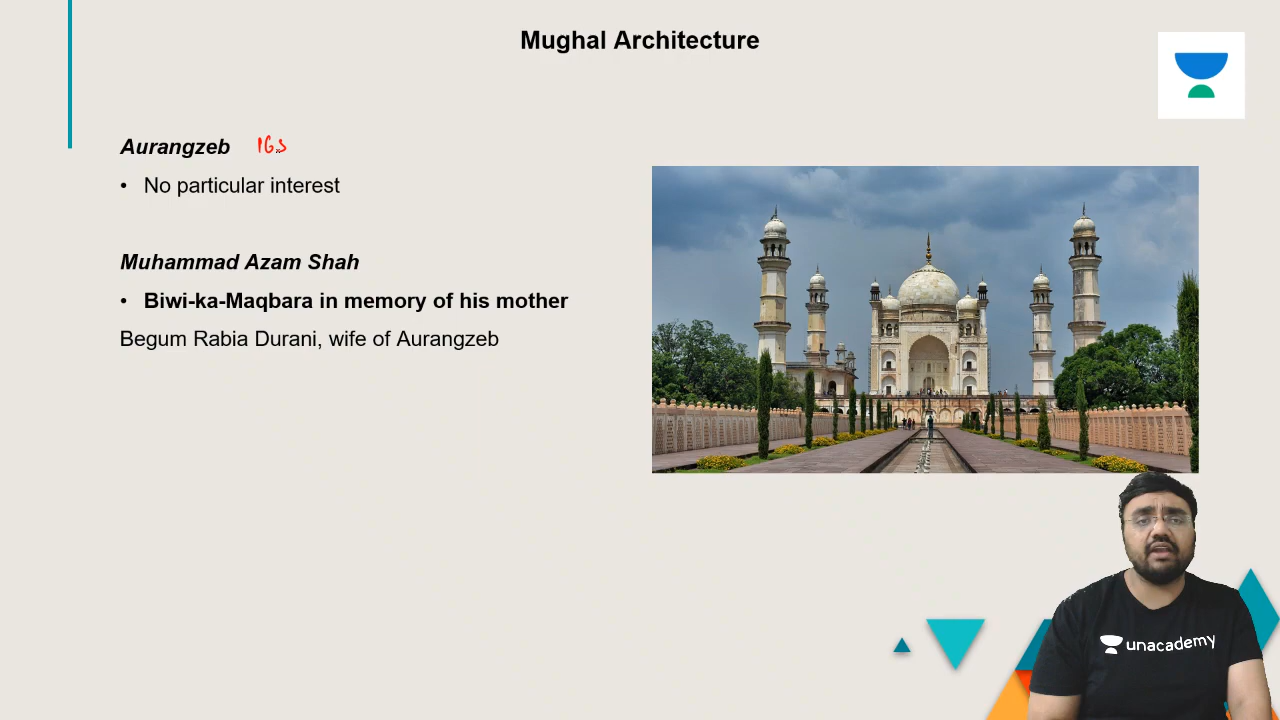 Mughal Architecture
Aurangzeb 165
• No particular interest
Muhammad Azam Shah
• Biwi-ka-Maqbara in memory of his mother
Begum Rabia Durani, wife of Aurangzeb
unacademy